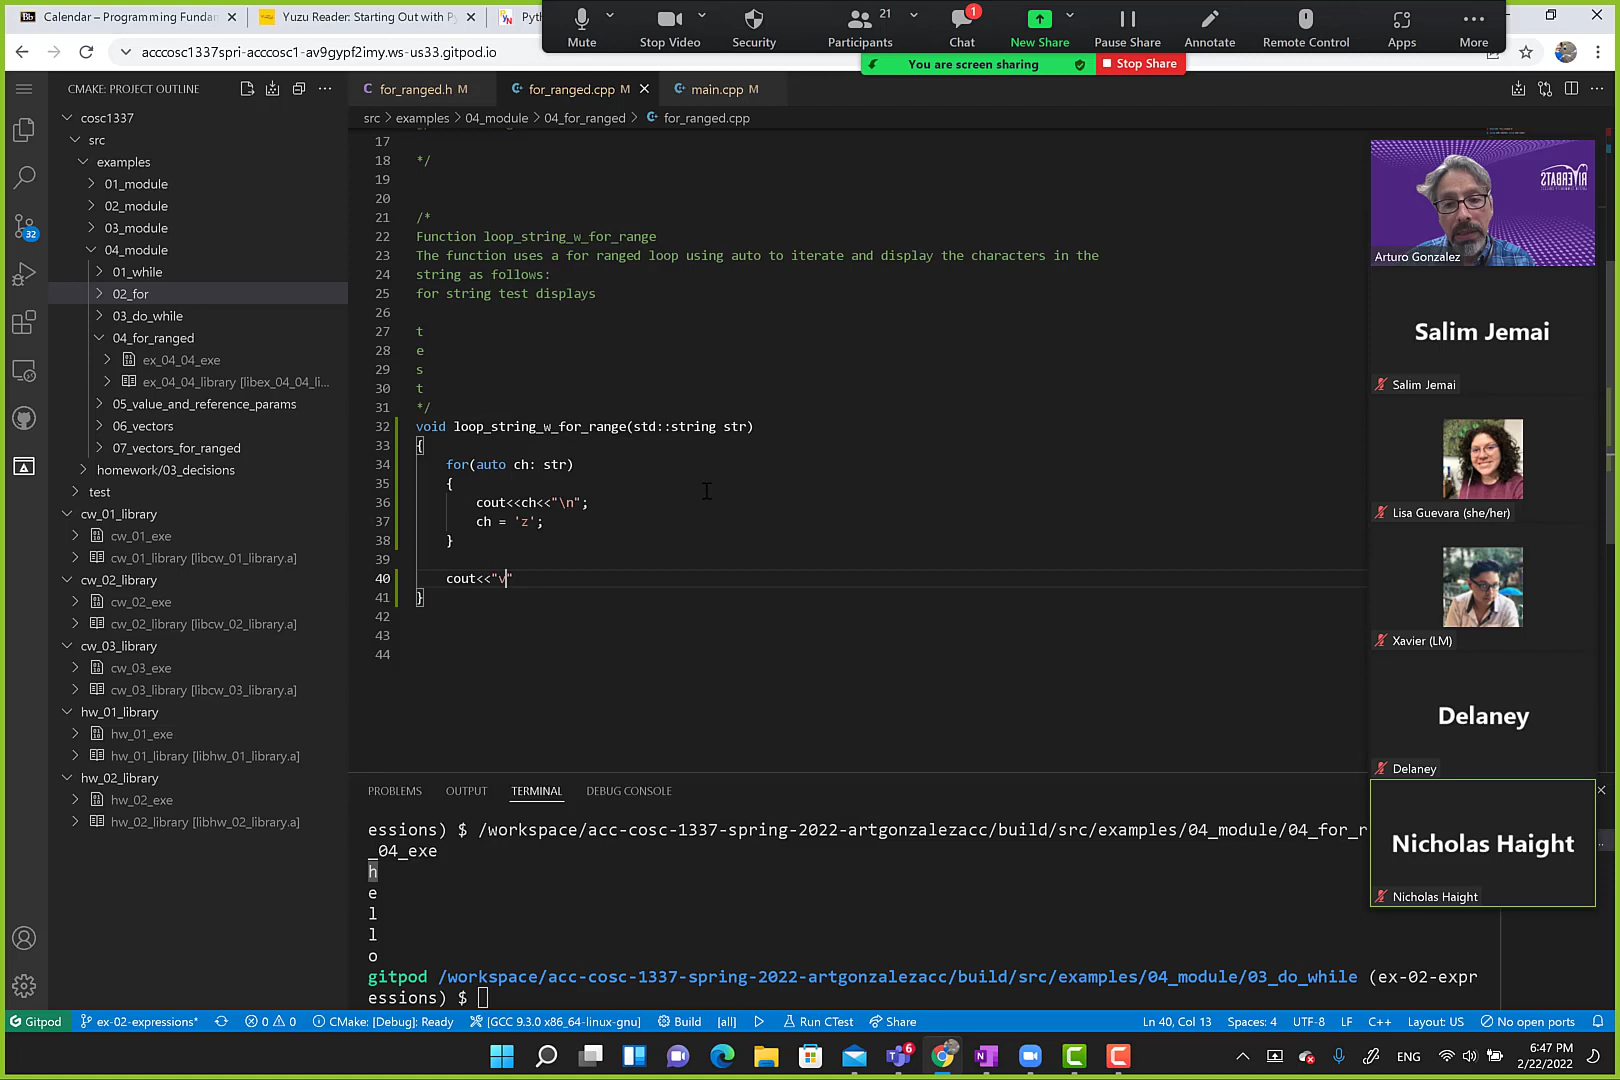 Calendar – Programming Fundar
Yuzu Reader: Starting Out with Py
Pyth
acccosc1337spri-acccosc1-av9gypf2imy.ws-us33.gitpod.io
Mute
Stop Video
Security
Participants
21
Chat
1
New Share
Pause Share
Annotate
Remote Control
Apps
More
You are screen sharing
Stop Share
CMAKE: PROJECT OUTLINE
for_ranged.h M
for_ranged.cpp M
main.cpp M
src > examples > 04_module > 04_for_ranged > for_ranged.cpp
cosc1337
src
examples
01_module
02_module
03_module
04_module
01_while
02_for
03_do_while
04_for_ranged
ex_04_04_exe
ex_04_04_library [libex_04_04_li...
05_value_and_reference_params
06_vectors
07_vectors_for_ranged
homework/03_decisions
test
cw_01_library
cw_01_exe
cw_01_library [libcw_01_library.a]
cw_02_library
cw_02_exe
cw_02_library [libcw_02_library.a]
cw_03_library
cw_03_exe
cw_03_library [libcw_03_library.a]
hw_01_library
hw_01_exe
hw_01_library [libhw_01_library.a]
hw_02_library
hw_02_exe
hw_02_library [libhw_02_library.a]
32
17
18 */
19
20
21 /*
22 Function loop_string_w_for_range
23 The function uses a for ranged loop using auto to iterate and display the characters in the
24 string as follows:
25 for string test displays
26
27 t
28 e
29 s
30 t
31 */
32 void loop_string_w_for_range(std::string str)
33 {
34 for(auto ch: str)
35 {
36 cout<<ch<<"\n";
37 ch = 'z';
38 }
39
40 cout<<"v"
41 }
42
43
44
RIVERBATS
Arturo Gonzalez
Salim Jemai
Salim Jemai
Lisa Guevara (she/her)
Xavier (LM)
Delaney
Delaney
Nicholas Haight
Nicholas Haight
PROBLEMS
OUTPUT
TERMINAL
DEBUG CONSOLE
essions) $ /workspace/acc-cosc-1337-spring-2022-artgonzalezacc/build/src/examples/04_module/04_for_r
_04_exe
h
e
l
l
o
gitpod /workspace/acc-cosc-1337-spring-2022-artgonzalezacc/build/src/examples/04_module/03_do_while (ex-02-expr
essions) $
Gitpod
ex-02-expressions*
0 0
CMake: [Debug]: Ready
[GCC 9.3.0 x86_64-linux-gnu]
Build
[all]
Run CTest
Share
Ln 40, Col 13
Spaces: 4
UTF-8
LF
C++
Layout: US
No open ports
6
ENG
6:47 PM
2/22/2022